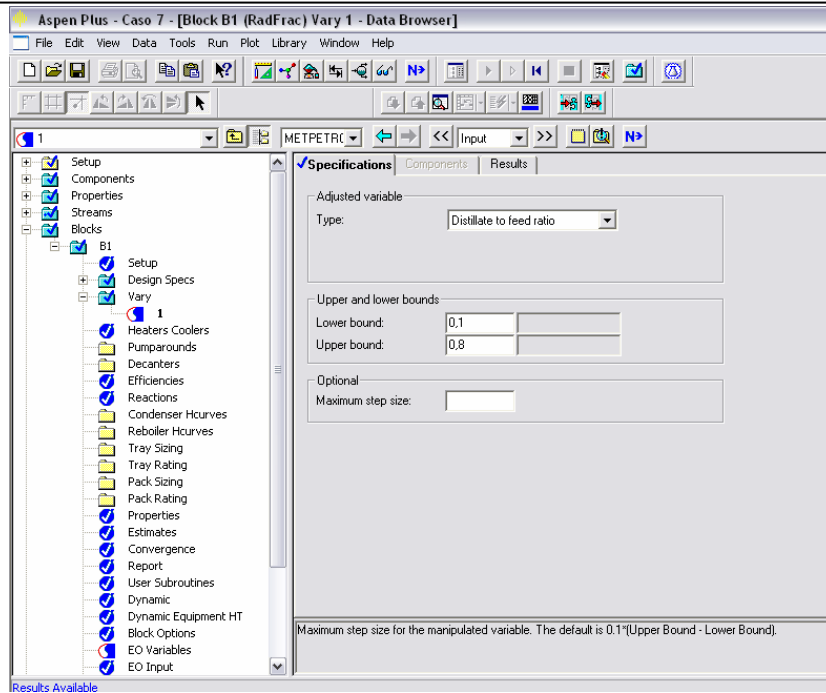 Aspen Plus - Caso 7 - [Block B1 (RadFrac) Vary 1 - Data Browser]
File Edit View Data Tools Run Plot Library Window Help
N>
1 METPETR( << Input >> N>
Setup
Components
Properties
Streams
Blocks
B1
Setup
Design Specs
Vary
1
Heaters Coolers
Pumparounds
Decanters
Efficiencies
Reactions
Condenser Hcurves
Reboiler Hcurves
Tray Sizing
Tray Rating
Pack Sizing
Pack Rating
Properties
Estimates
Convergence
Report
User Subroutines
Dynamic
Dynamic Equipment HT
Block Options
EO Variables
EO Input
Specifications Components Results
Adjusted variable
Type: Distillate to feed ratio
Upper and lower bounds
Lower bound: 0,1
Upper bound: 0,8
Optional
Maximum step size:
Maximum step size for the manipulated variable. The default is 0.1*(Upper Bound - Lower Bound).
Results Available